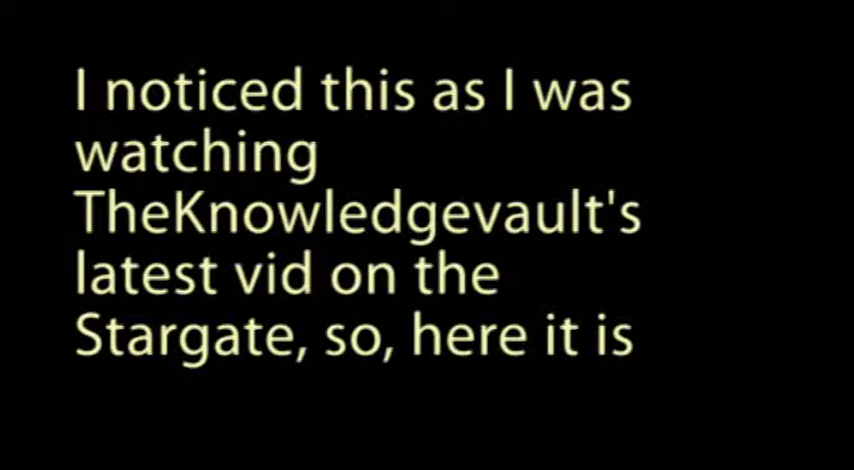 I noticed this as I was
watching
TheKnowledgevault's
latest vid on the
Stargate, so, here it is